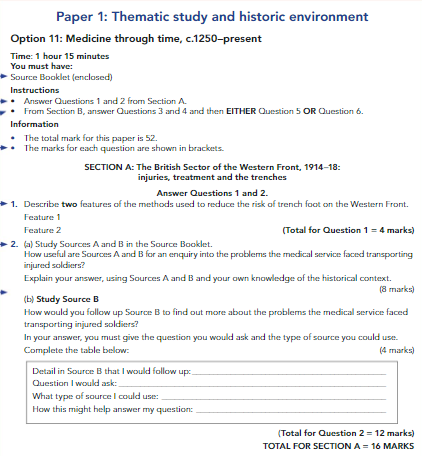 Paper 1: Thematic study and historic environment
Option 11: Medicine through time, c.1250–present
Time: 1 hour 15 minutes
You must have:
Source Booklet (enclosed)
Instructions
• Answer Questions 1 and 2 from Section A.
• From Section B, answer Questions 3 and 4 and then EITHER Question 5 OR Question 6.
Information
• The total mark for this paper is 52.
• The marks for each question are shown in brackets.
SECTION A: The British Sector of the Western Front, 1914–18:
injuries, treatment and the trenches
Answer Questions 1 and 2.
1. Describe two features of the methods used to reduce the risk of trench foot on the Western Front.
Feature 1
Feature 2 (Total for Question 1 = 4 marks)
2. (a) Study Sources A and B in the Source Booklet.
How useful are Sources A and B for an enquiry into the problems the medical service faced transporting
injured soldiers?
Explain your answer, using Sources A and B and your own knowledge of the historical context.
(8 marks)
(b) Study Source B
How would you follow up Source B to find out more about the problems the medical service faced
transporting injured soldiers?
In your answer, you must give the question you would ask and the type of source you could use.
Complete the table below: (4 marks)
Detail in Source B that I would follow up:
Question I would ask:
What type of source I could use:
How this might help answer my question:
(Total for Question 2 = 12 marks)
TOTAL FOR SECTION A = 16 MARKS